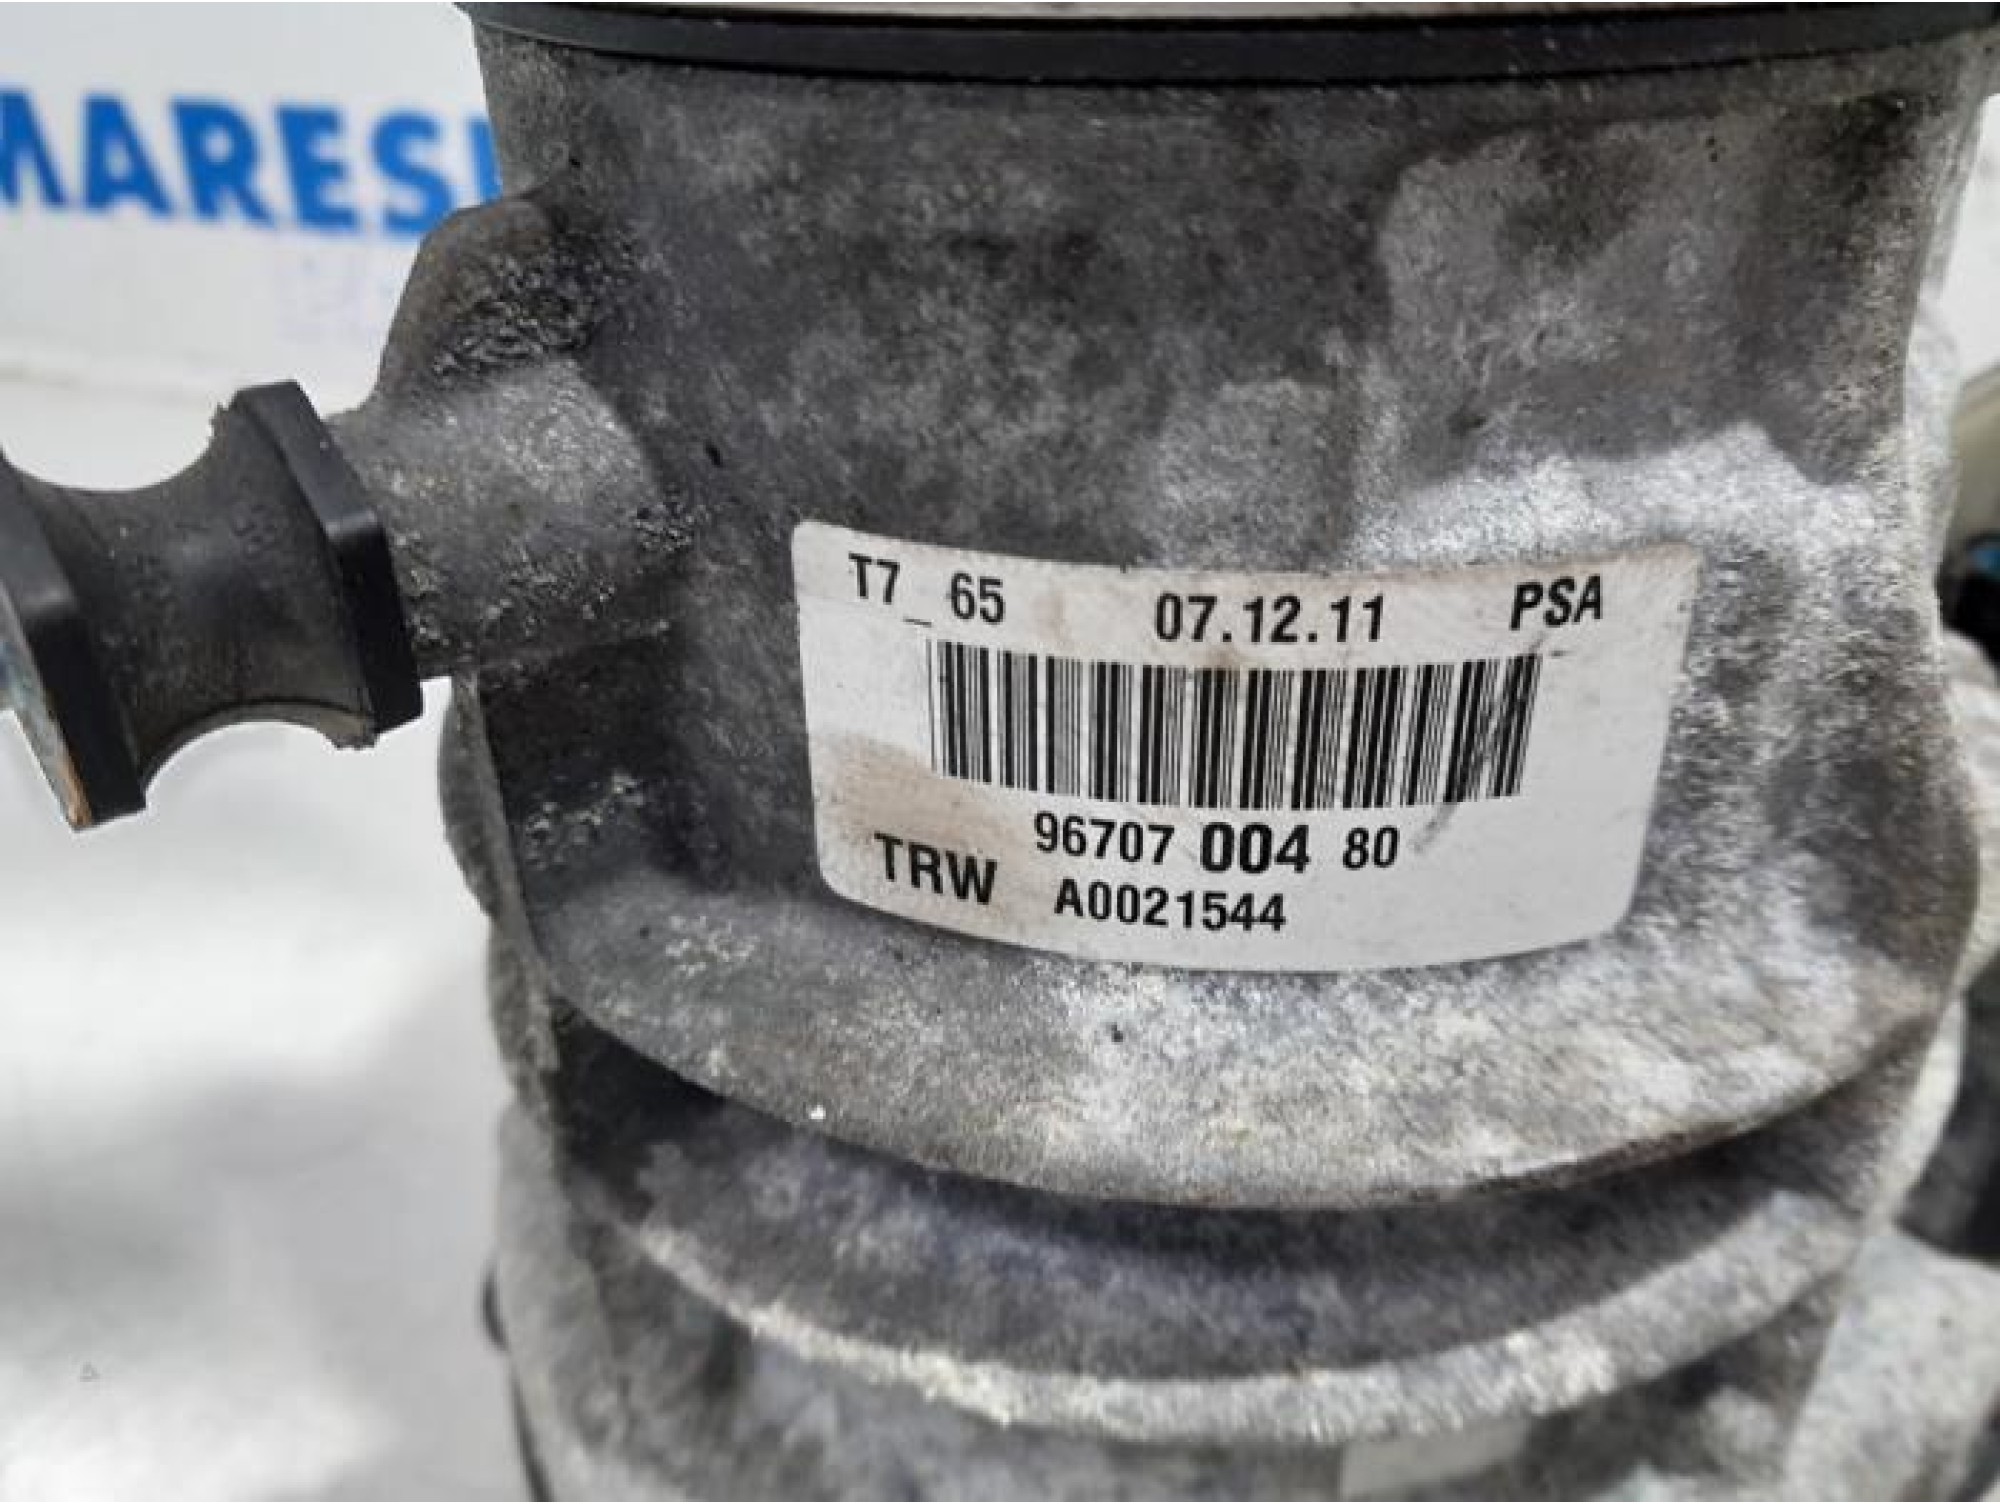 MARES
T7_65 07.12.11 PSA
96707 004 80
TRW A0021544